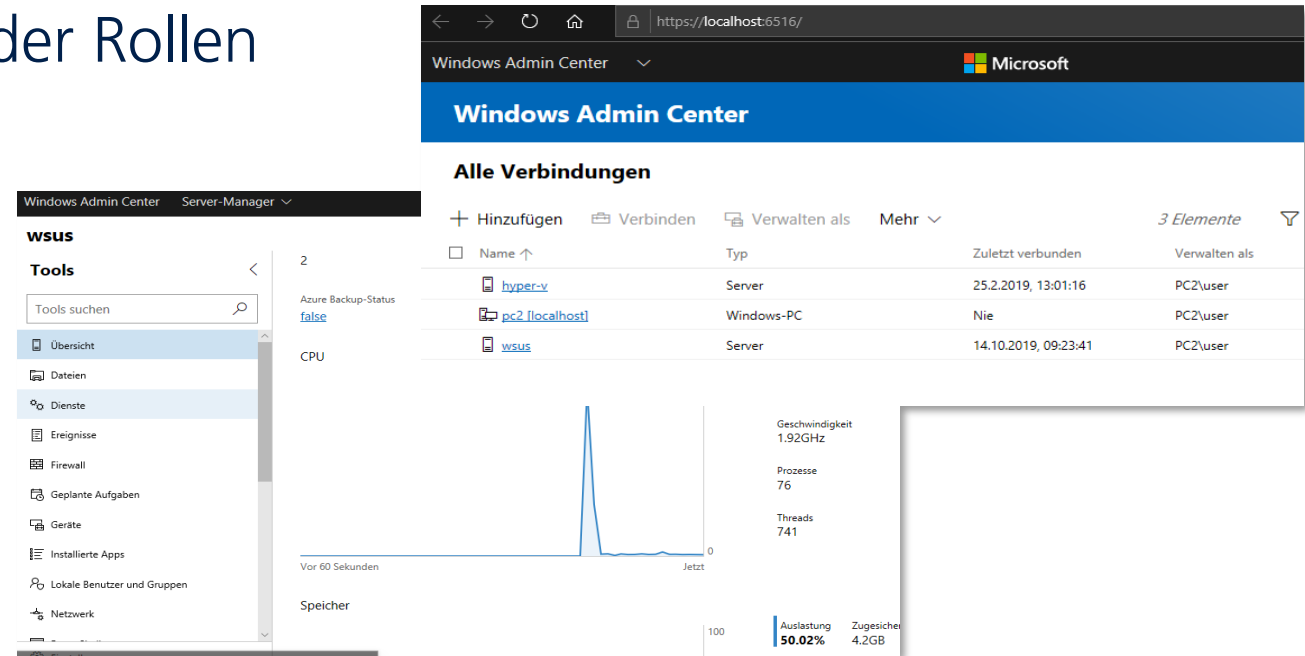 der Rollen
https://localhost:6516/
Windows Admin Center
Microsoft
Windows Admin Center
Alle Verbindungen
Hinzufügen Verbinden Verwalten als Mehr 3 Elemente
Name Typ Zuletzt verbunden Verwalten als
hyper-v Server 25.2.2019, 13:01:16 PC2\user
pc2 [localhost] Windows-PC Nie PC2\user
wsus Server 14.10.2019, 09:23:41 PC2\user
Windows Admin Center Server-Manager
wsus
Tools
Tools suchen
Übersicht
Dateien
Dienste
Ereignisse
Firewall
Geplante Aufgaben
Geräte
Installierte Apps
Lokale Benutzer und Gruppen
Netzwerk
2
Azure Backup-Status
false
CPU
Geschwindigkeit
1.92GHz
Prozesse
76
Threads
741
0
Vor 60 Sekunden Jetzt
Speicher
100
Auslastung Zugesicher
50.02% 4.2GB